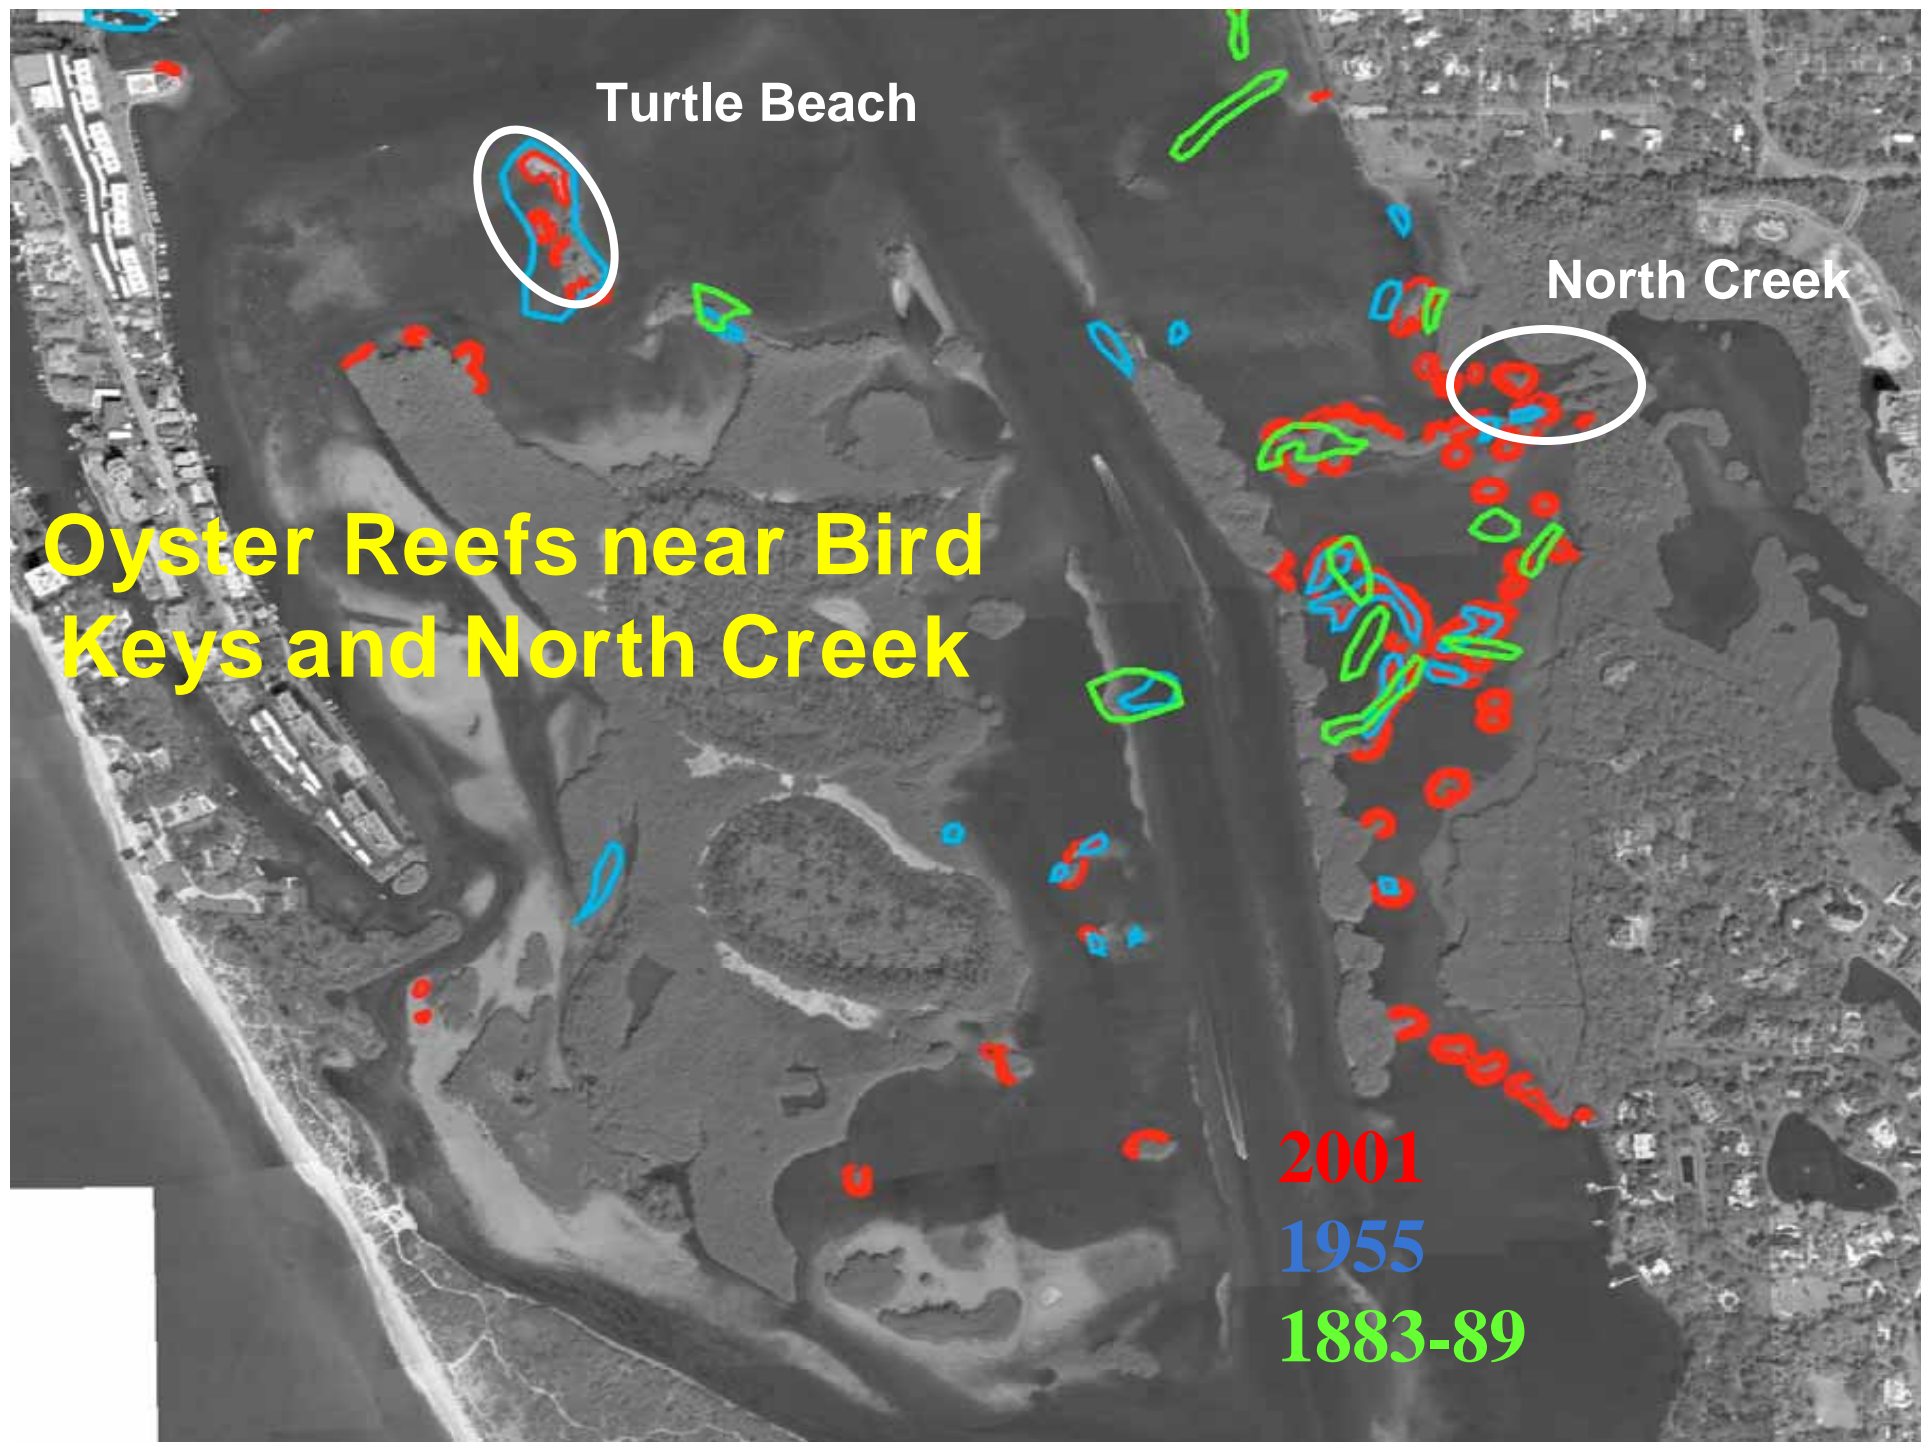 Turtle Beach
North Creek
Oyster Reefs near Bird
Keys and North Creek
2001
1955
1883-89